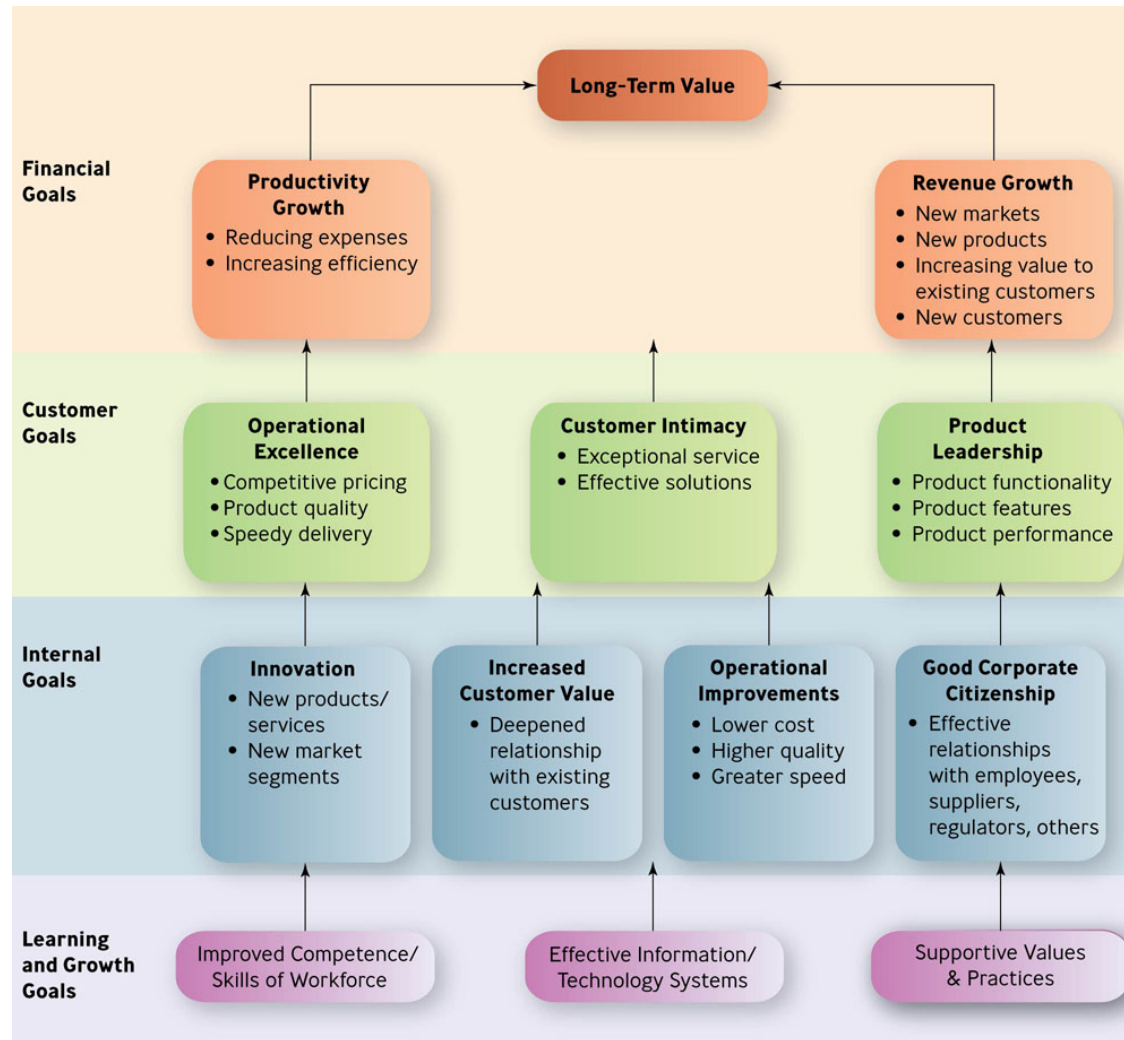 Long-Term Value
Financial
Goals
Productivity
Growth
• Reducing expenses
• Increasing efficiency
Revenue Growth
• New markets
• New products
• Increasing value to
existing customers
• New customers
Customer
Goals
Operational
Excellence
• Competitive pricing
• Product quality
• Speedy delivery
Customer Intimacy
• Exceptional service
• Effective solutions
Product
Leadership
• Product functionality
• Product features
• Product performance
Internal
Goals
Innovation
• New products/
services
• New market
segments
Increased
Customer Value
• Deepened
relationship
with existing
customers
Operational
Improvements
• Lower cost
• Higher quality
• Greater speed
Good Corporate
Citizenship
• Effective
relationships
with employees,
suppliers,
regulators, others
Learning
and Growth
Goals
Improved Competence/
Skills of Workforce
Effective Information/
Technology Systems
Supportive Values
& Practices